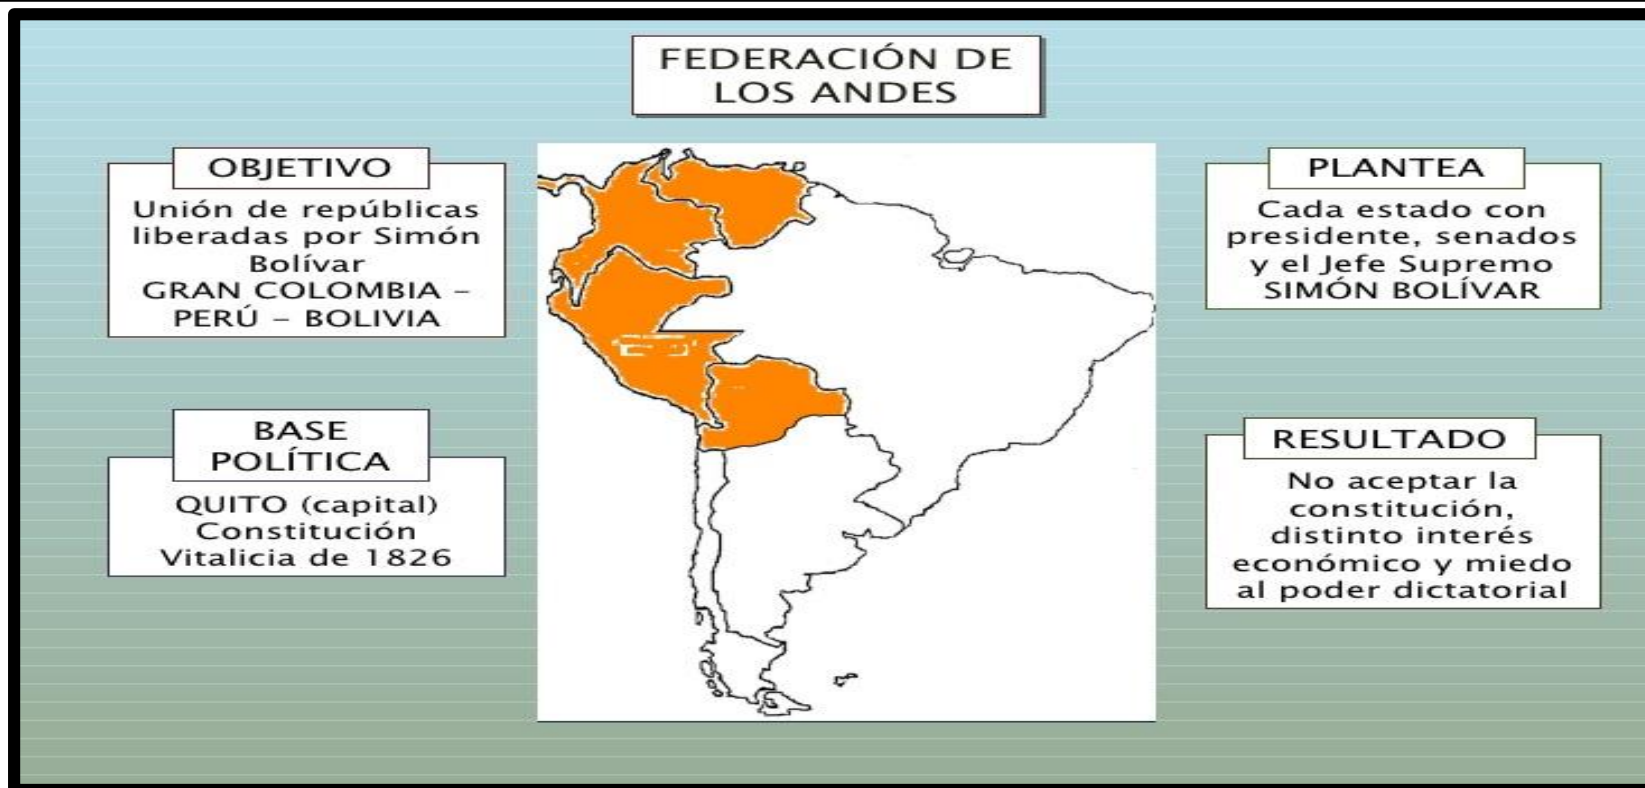 FEDERACIÓN DE
LOS ANDES
OBJETIVO
Unión de repúblicas
liberadas por Simón
Bolívar
GRAN COLOMBIA –
PERÚ – BOLIVIA
BASE
POLÍTICA
QUITO (capital)
Constitución
Vitalicia de 1826
PLANTEA
Cada estado con
presidente, senados
y el Jefe Supremo
SIMÓN BOLÍVAR
RESULTADO
No aceptar la
constitución,
distinto interés
económico y miedo
al poder dictatorial